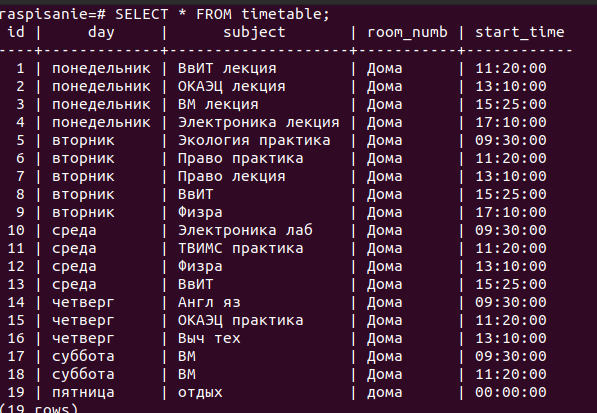 raspisanie=# SELECT * FROM timetable;
 id |     day     |      subject       | room_numb | start_time
----+-------------+--------------------+-----------+------------
  1 | понедельник | ВвИТ лекция        | Дома      | 11:20:00
  2 | понедельник | ОКАЭЦ лекция       | Дома      | 13:10:00
  3 | понедельник | ВМ лекция          | Дома      | 15:25:00
  4 | понедельник | Электроника лекция | Дома      | 17:10:00
  5 | вторник     | Экология практика  | Дома      | 09:30:00
  6 | вторник     | Право практика     | Дома      | 11:20:00
  7 | вторник     | Право лекция       | Дома      | 13:10:00
  8 | вторник     | ВвИТ               | Дома      | 15:25:00
  9 | вторник     | Физра              | Дома      | 17:10:00
 10 | среда       | Электроника лаб    | Дома      | 09:30:00
 11 | среда       | ТВИМС практика     | Дома      | 11:20:00
 12 | среда       | Физра              | Дома      | 13:10:00
 13 | среда       | ВвИТ               | Дома      | 15:25:00
 14 | четверг     | Англ яз            | Дома      | 09:30:00
 15 | четверг     | ОКАЭЦ практика     | Дома      | 11:20:00
 16 | четверг     | Выч тех            | Дома      | 13:10:00
 17 | суббота     | ВМ                 | Дома      | 09:30:00
 18 | суббота     | ВМ                 | Дома      | 11:20:00
 19 | пятница     | отдых              | дома      | 00:00:00
(19 rows)